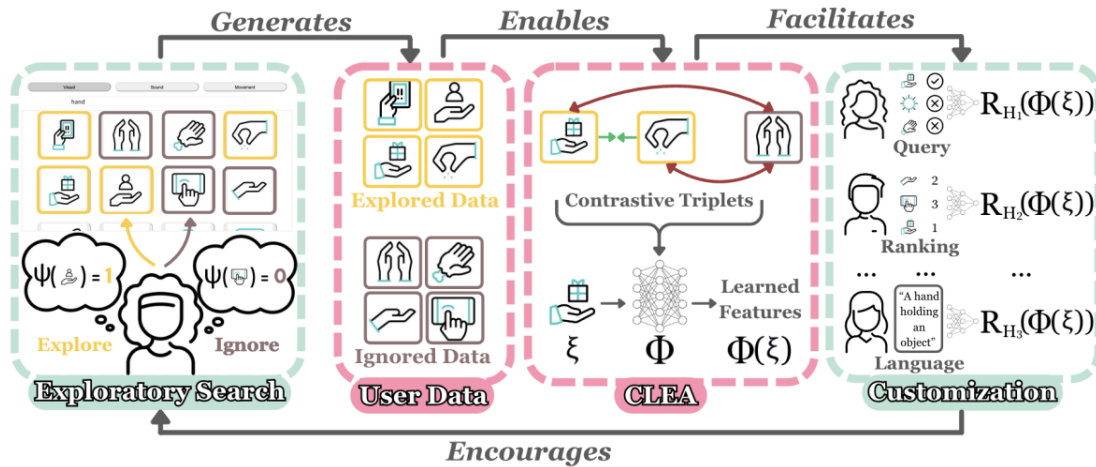 Generates
Enables
Facilitates
Visual
Sound
Movement
hand
Ψ( ) = 1
Ψ( ) = 0
Explore
Ignore
Exploratory Search
Explored Data
Ignored Data
User Data
Contrastive Triplets
Learned
Features
ξ
Φ
Φ(ξ)
CLEA
R_H₁(Φ(ξ))
Query
2
3
1
R_H₂(Φ(ξ))
Ranking
...
...
...
"A hand
holding
an
object"
R_H₃(Φ(ξ))
Language
Customization
Encourages